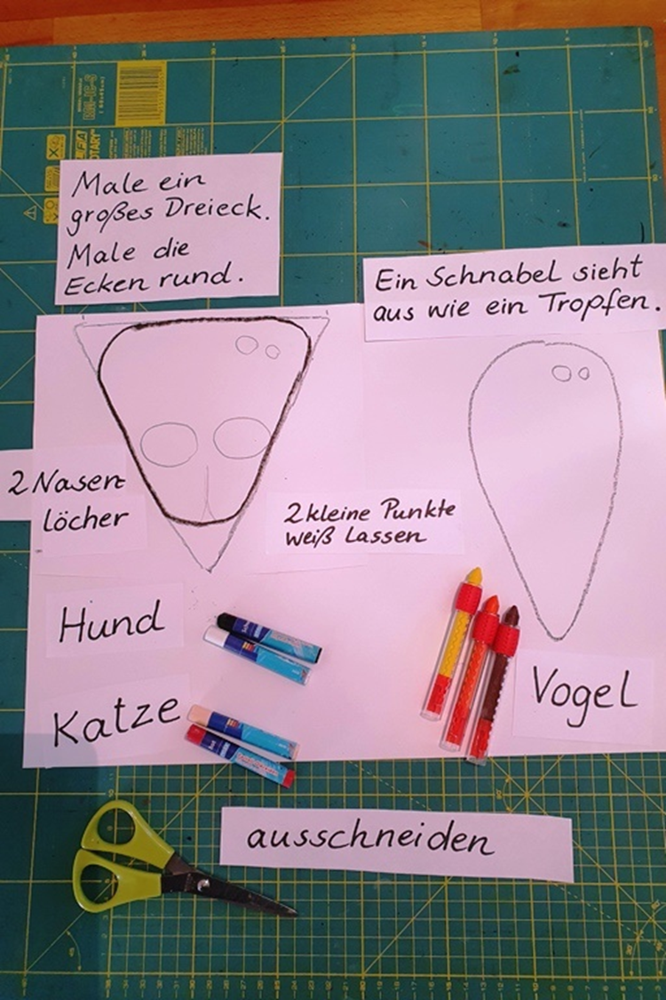 Male ein
großes Dreieck.
Male die
Ecken rund.
Ein Schnabel sieht
aus wie ein Tropfen.
2 Nasen
löcher
2 kleine Punkte
weiß lassen
Hund
Katze
Vogel
ausschneiden